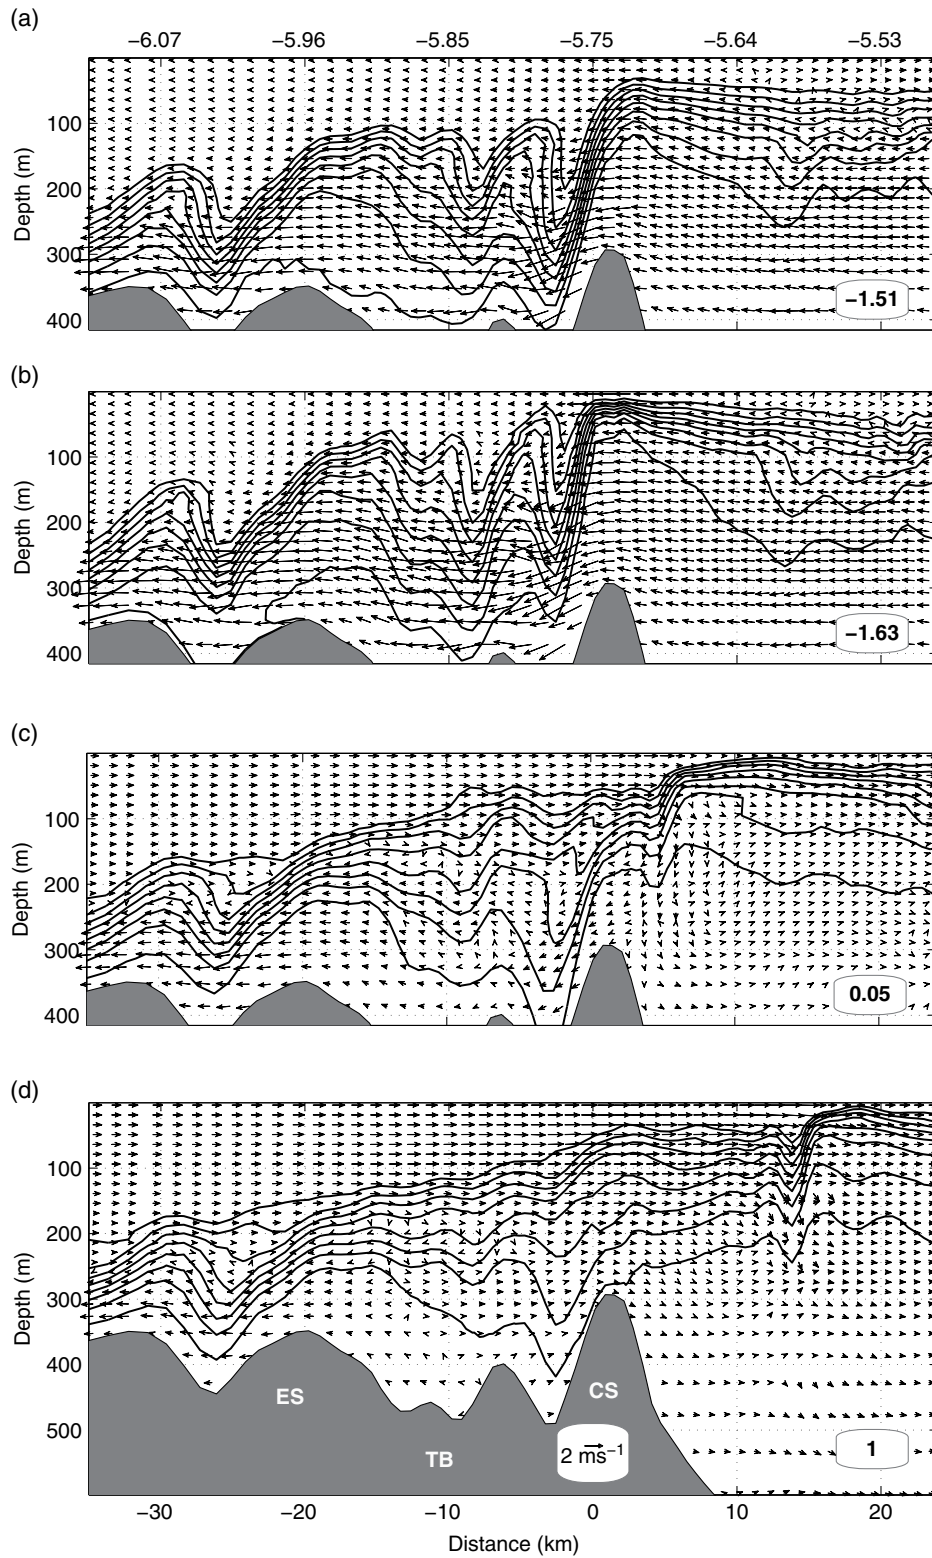 (a)
−6.07 −5.96 −5.85 −5.75 −5.64 −5.53
100
200
300
400
Depth (m)
−1.51
(b)
100
200
300
400
Depth (m)
−1.63
(c)
100
200
300
400
Depth (m)
0.05
(d)
100
200
300
400
500
Depth (m)
ES
CS
TB
2 ms⁻¹
1
−30 −20 −10 0 10 20
Distance (km)